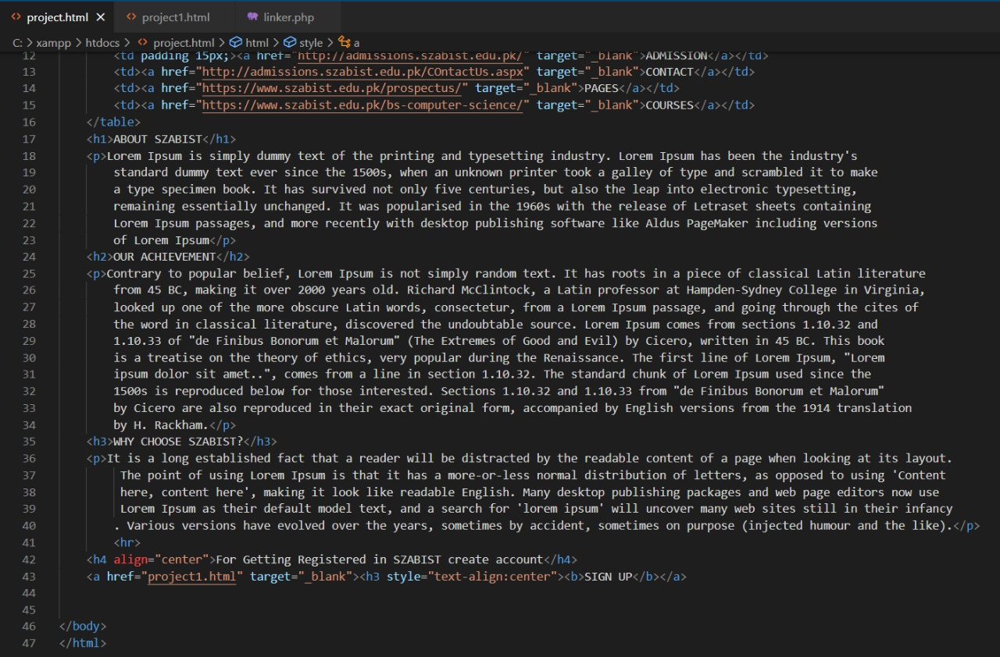 project.html × project1.html linker.php
C: > xampp > htdocs > project.html > html > style > a
12 <td padding 15px;><a href="http://admissions.szabist.edu.pk/" target="_blank">ADMISSION</a></td>
13 <td><a href="http://admissions.szabist.edu.pk/COntactUs.aspx" target="_blank">CONTACT</a></td>
14 <td><a href="https://www.szabist.edu.pk/prospectus/" target="_blank">PAGES</a></td>
15 <td><a href="https://www.szabist.edu.pk/bs-computer-science/" target="_blank">COURSES</a></td>
16 </table>
17 <h1>ABOUT SZABIST</h1>
18 <p>Lorem Ipsum is simply dummy text of the printing and typesetting industry. Lorem Ipsum has been the industry's
19 standard dummy text ever since the 1500s, when an unknown printer took a galley of type and scrambled it to make
20 a type specimen book. It has survived not only five centuries, but also the leap into electronic typesetting,
21 remaining essentially unchanged. It was popularised in the 1960s with the release of Letraset sheets containing
22 Lorem Ipsum passages, and more recently with desktop publishing software like Aldus PageMaker including versions
23 of Lorem Ipsum</p>
24 <h2>OUR ACHIEVEMENT</h2>
25 <p>Contrary to popular belief, Lorem Ipsum is not simply random text. It has roots in a piece of classical Latin literature
26 from 45 BC, making it over 2000 years old. Richard McClintock, a Latin professor at Hampden-Sydney College in Virginia,
27 looked up one of the more obscure Latin words, consectetur, from a Lorem Ipsum passage, and going through the cites of
28 the word in classical literature, discovered the undoubtable source. Lorem Ipsum comes from sections 1.10.32 and
29 1.10.33 of "de Finibus Bonorum et Malorum" (The Extremes of Good and Evil) by Cicero, written in 45 BC. This book
30 is a treatise on the theory of ethics, very popular during the Renaissance. The first line of Lorem Ipsum, "Lorem
31 ipsum dolor sit amet..", comes from a line in section 1.10.32. The standard chunk of Lorem Ipsum used since the
32 1500s is reproduced below for those interested. Sections 1.10.32 and 1.10.33 from "de Finibus Bonorum et Malorum"
33 by Cicero are also reproduced in their exact original form, accompanied by English versions from the 1914 translation
34 by H. Rackham.</p>
35 <h3>WHY CHOOSE SZABIST?</h3>
36 <p>It is a long established fact that a reader will be distracted by the readable content of a page when looking at its layout.
37 The point of using Lorem Ipsum is that it has a more-or-less normal distribution of letters, as opposed to using 'Content
38 here, content here', making it look like readable English. Many desktop publishing packages and web page editors now use
39 Lorem Ipsum as their default model text, and a search for 'lorem ipsum' will uncover many web sites still in their infancy
40 . Various versions have evolved over the years, sometimes by accident, sometimes on purpose (injected humour and the like).</p>
41 <hr>
42 <h4 align="center">For Getting Registered in SZABIST create account</h4>
43 <a href="project1.html" target="_blank"><h3 style="text-align:center"><b>SIGN UP</b></a>
44
45
46 </body>
47 </html>